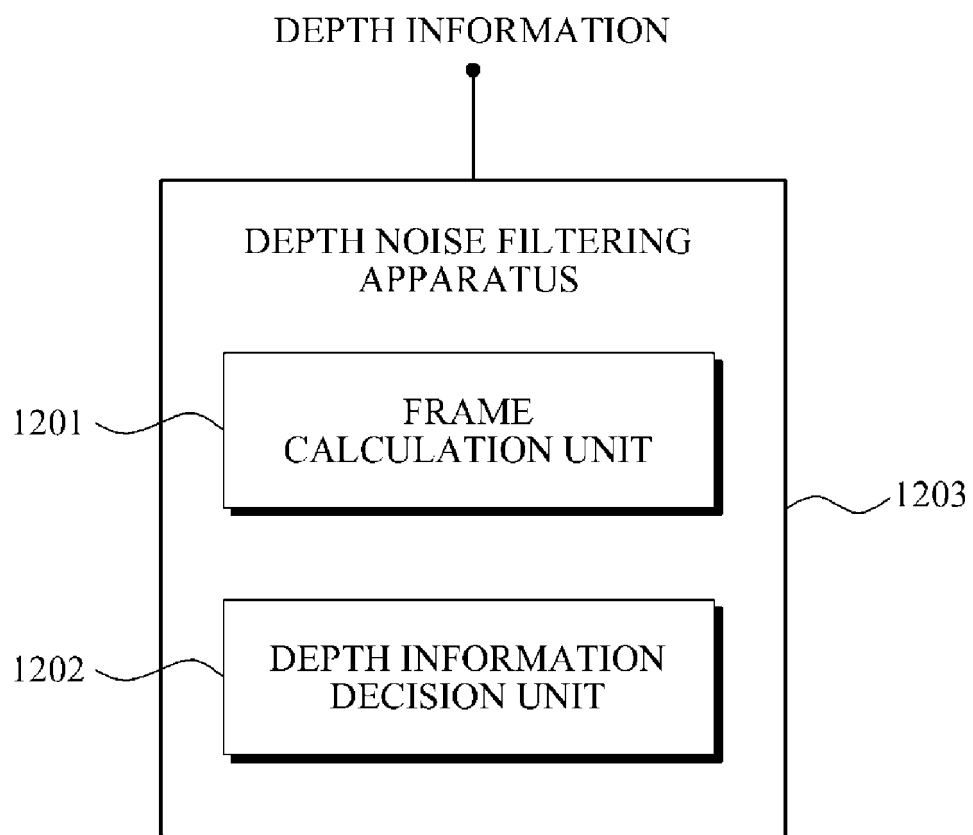 DEPTH INFORMATION
DEPTH NOISE FILTERING
APPARATUS
1201
FRAME
CALCULATION UNIT
1203
1202
DEPTH INFORMATION
DECISION UNIT